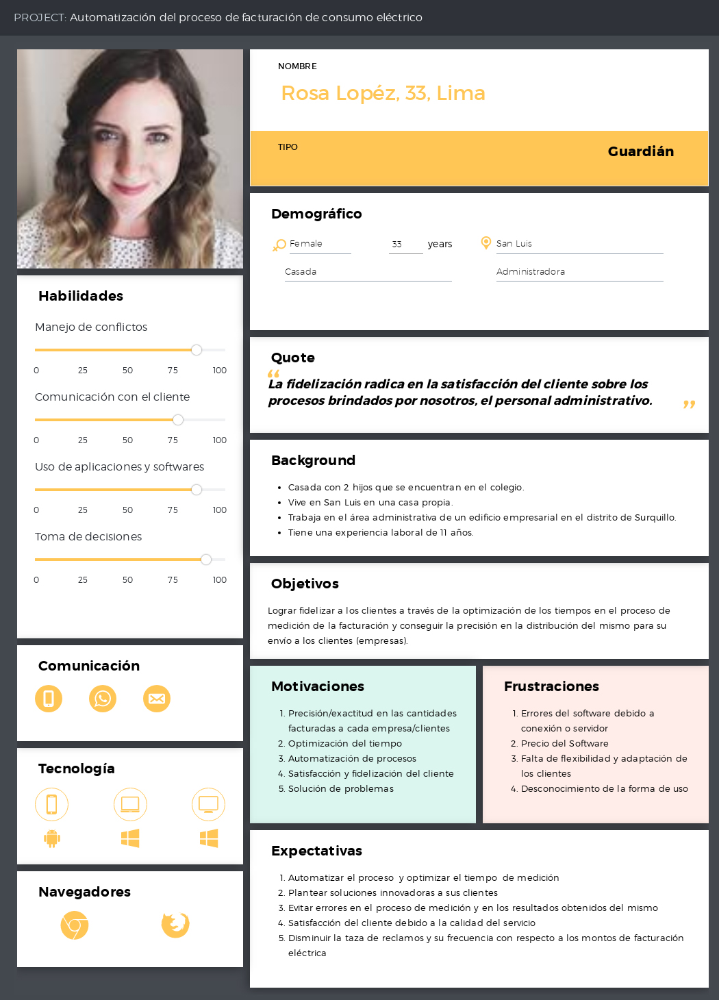 PROJECT: Automatización del proceso de facturación de consumo eléctrico
NOMBRE
Rosa Lopéz, 33, Lima
TIPO
Guardián
Demográfico
Female
33 years
San Luis
Casada
Administradora
Habilidades
Manejo de conflictos
0 25 50 75 100
Comunicación con el cliente
0 25 50 75 100
Uso de aplicaciones y softwares
0 25 50 75 100
Toma de decisiones
0 25 50 75 100
Comunicación
Tecnología
Navegadores
Quote
“
La fidelización radica en la satisfacción del cliente sobre los
procesos brindados por nosotros, el personal administrativo.
”
Background
• Casada con 2 hijos que se encuentran en el colegio.
• Vive en San Luis en una casa propia.
• Trabaja en el área administrativa de un edificio empresarial en el distrito de Surquillo.
• Tiene una experiencia laboral de 11 años.
Objetivos
Lograr fidelizar a los clientes a través de la optimización de los tiempos en el proceso de
medición de la facturación y conseguir la precisión en la distribución del mismo para su
envío a los clientes (empresas).
Motivaciones
1. Precisión/exactitud en las cantidades
facturadas a cada empresa/clientes
2. Optimización del tiempo
3. Automatización de procesos
4. Satisfacción y fidelización del cliente
5. Solución de problemas
Frustraciones
1. Errores del software debido a
conexión o servidor
2. Precio del Software
3. Falta de flexibilidad y adaptación de
los clientes
4. Desconocimiento de la forma de uso
Expectativas
1. Automatizar el proceso y optimizar el tiempo de medición
2. Plantear soluciones innovadoras a sus clientes
3. Evitar errores en el proceso de medición y en los resultados obtenidos del mismo
4. Satisfacción del cliente debido a la calidad del servicio
5. Disminuir la taza de reclamos y su frecuencia con respecto a los montos de facturación
eléctrica